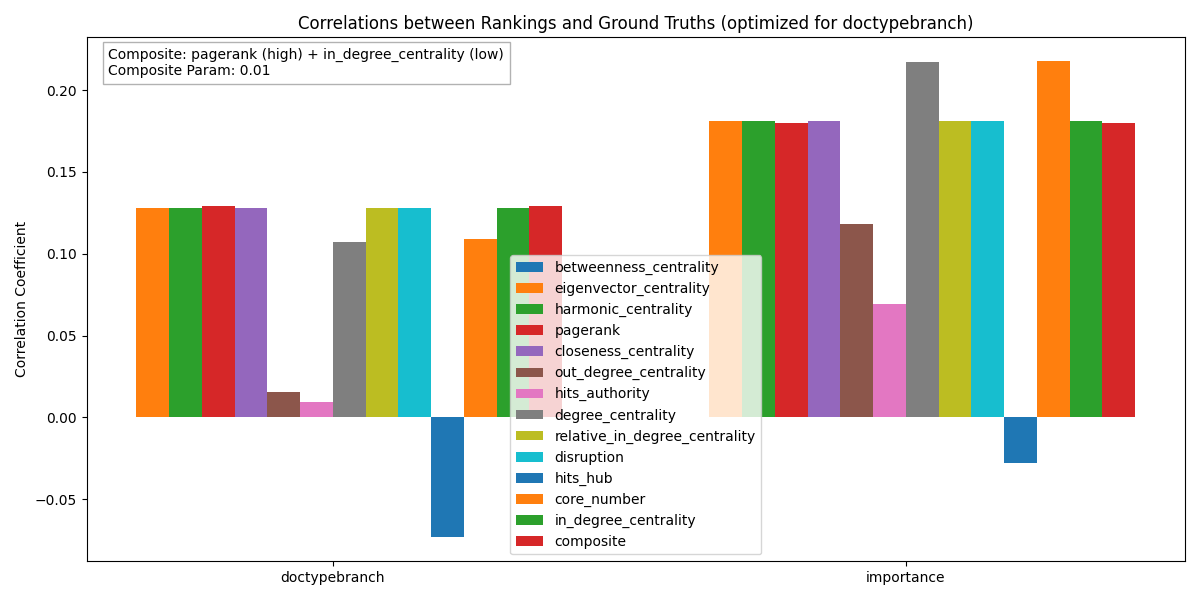 Correlations between Rankings and Ground Truths (optimized for doctypebranch)
Composite: pagerank (high) + in_degree_centrality (low)
Composite Param: 0.01
Correlation Coefficient
0.20
0.15
0.10
0.05
0.00
−0.05
betweenness_centrality
eigenvector_centrality
harmonic_centrality
pagerank
closeness_centrality
out_degree_centrality
hits_authority
degree_centrality
relative_in_degree_centrality
disruption
hits_hub
core_number
in_degree_centrality
composite
doctypebranch
importance